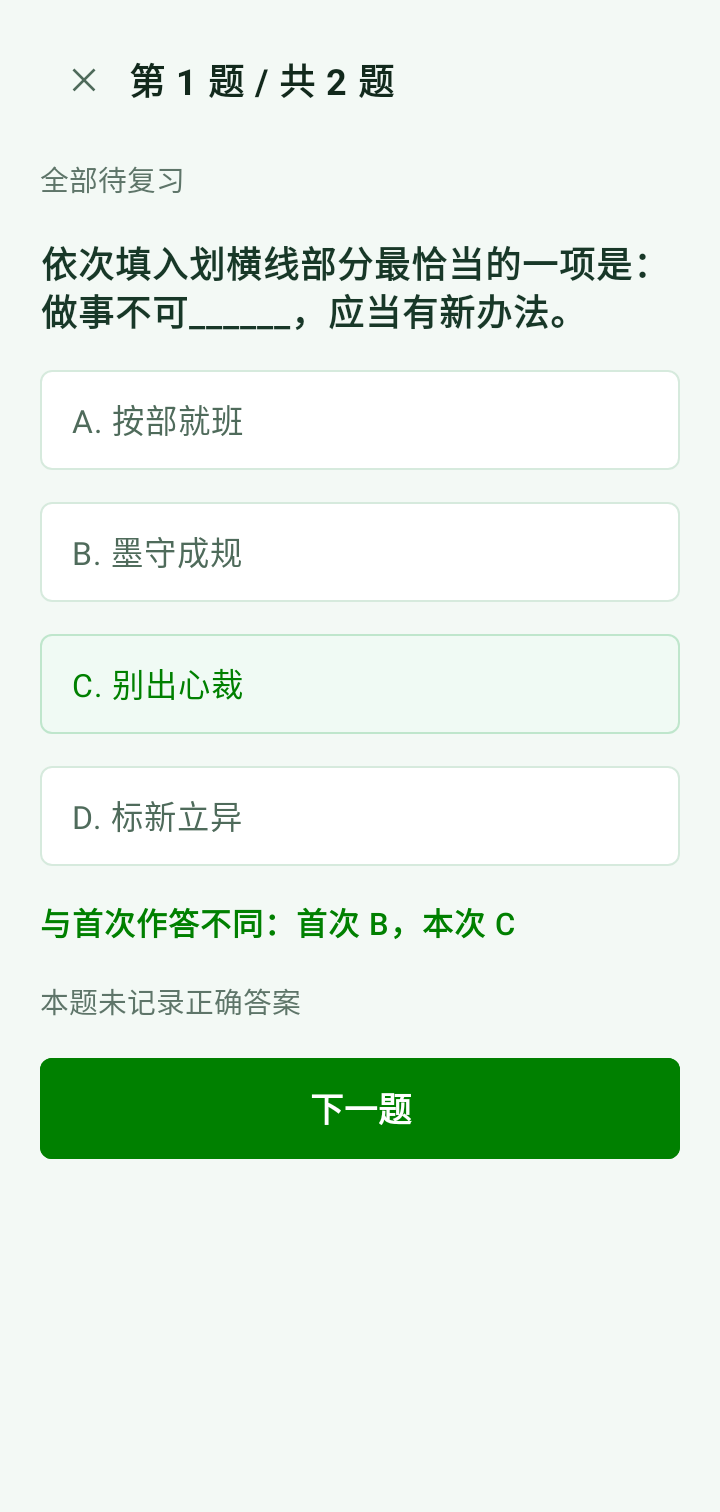 第 1 题 / 共 2 题
全部待复习
依次填入划横线部分最恰当的一项是：
做事不可______，应当有新办法。
A. 按部就班
B. 墨守成规
C. 别出心裁
D. 标新立异
与首次作答不同：首次 B，本次 C
本题未记录正确答案
下一题